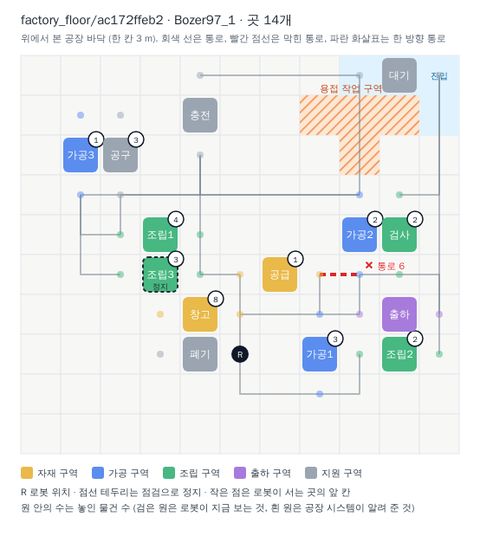 factory_floor/ac172ffeb2 · Bozer97_1 · 곳 14개
위에서 본 공장 바닥 (한 칸 3 m). 회색 선은 통로, 빨간 점선은 막힌 통로, 파란 화살표는 한 방향 통로
대기
용접 작업 구역
충전
1
3
가공3
공구
4
2
2
조립1
가공2
검사
3
1
조립3
정지
공급
✕ 통로 6
8
창고
출하
3
2
폐기
R
가공1
조립2
자재 구역
가공 구역
조립 구역
출하 구역
지원 구역
R 로봇 위치 · 점선 테두리는 점검으로 정지 · 작은 점은 로봇이 서는 곳의 앞 칸
원 안의 수는 놓인 물건 수 (검은 원은 로봇이 지금 보는 것, 흰 원은 공장 시스템이 알려 준 것)